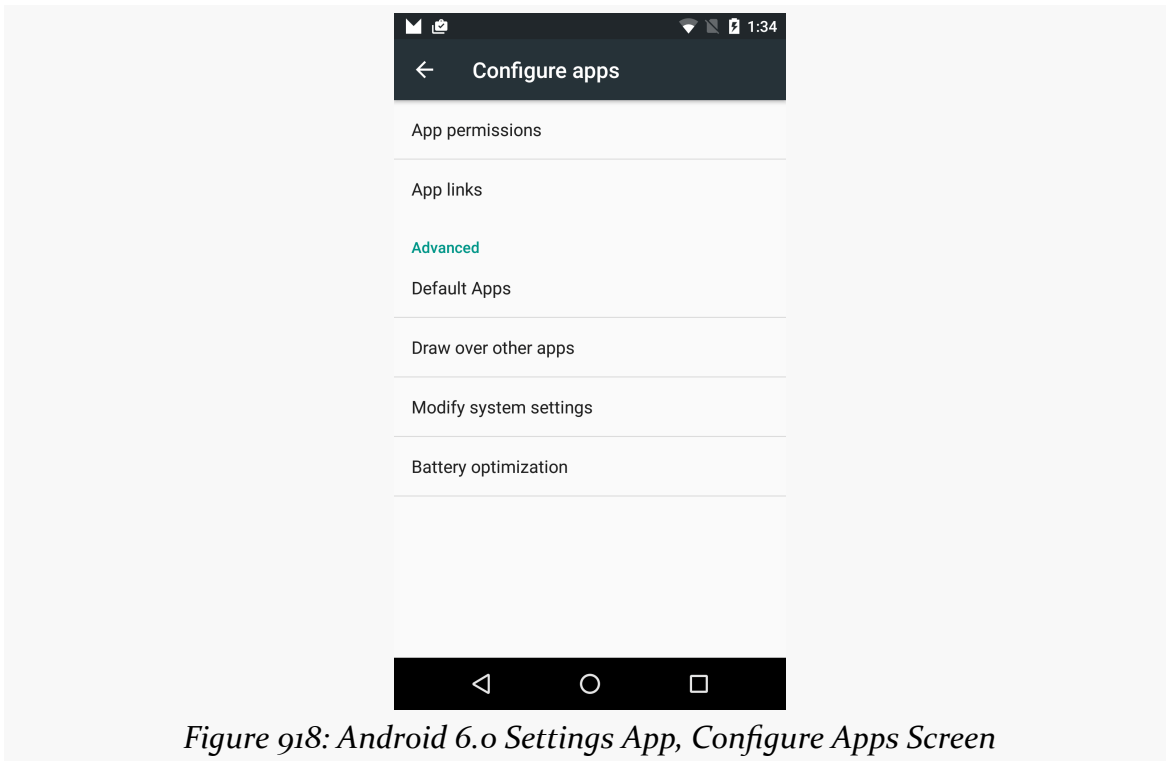 1:34
Configure apps
App permissions
App links
Advanced
Default Apps
Draw over other apps
Modify system settings
Battery optimization
Figure 918: Android 6.0 Settings App, Configure Apps Screen